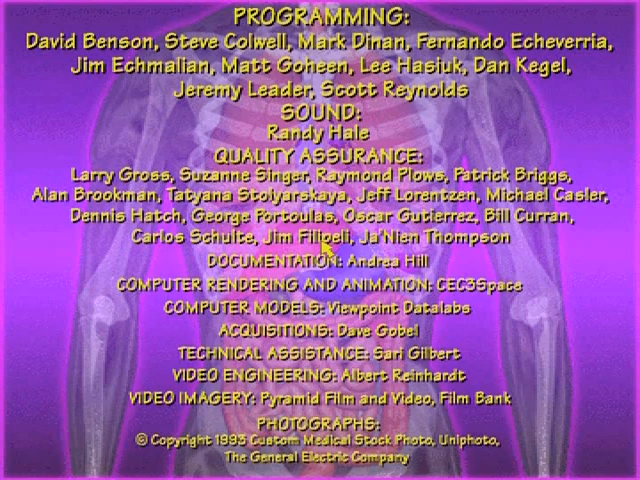 PROGRAMMING:
David Benson, Steve Colwell, Mark Dinan, Fernando Echeverria,
Jim Echmalian, Matt Goheen, Lee Hasiuk, Dan Kegel,
Jeremy Leader, Scott Reynolds
SOUND:
Randy Hale
QUALITY ASSURANCE:
Larry Gross, Suzanne Singer, Raymond Plows, Patrick Briggs,
Alan Brookman, Tatyana Stolyarskaya, Jeff Lorentzen, Michael Casler,
Dennis Hatch, George Portoulas, Oscar Gutierrez, Bill Curran,
Carlos Schulte, Jim Filipeli, Ja'Nien Thompson
DOCUMENTATION: Andrea Hill
COMPUTER RENDERING AND ANIMATION: CEC3Space
COMPUTER MODELS: Viewpoint Datalabs
ACQUISITIONS: Dave Gobel
TECHNICAL ASSISTANCE: Sari Gilbert
VIDEO ENGINEERING: Albert Reinhardt
VIDEO IMAGERY: Pyramid Film and Video, Film Bank
PHOTOGRAPHS:
© Copyright 1993 Custom Medical Stock Photo, Uniphoto,
The General Electric Company